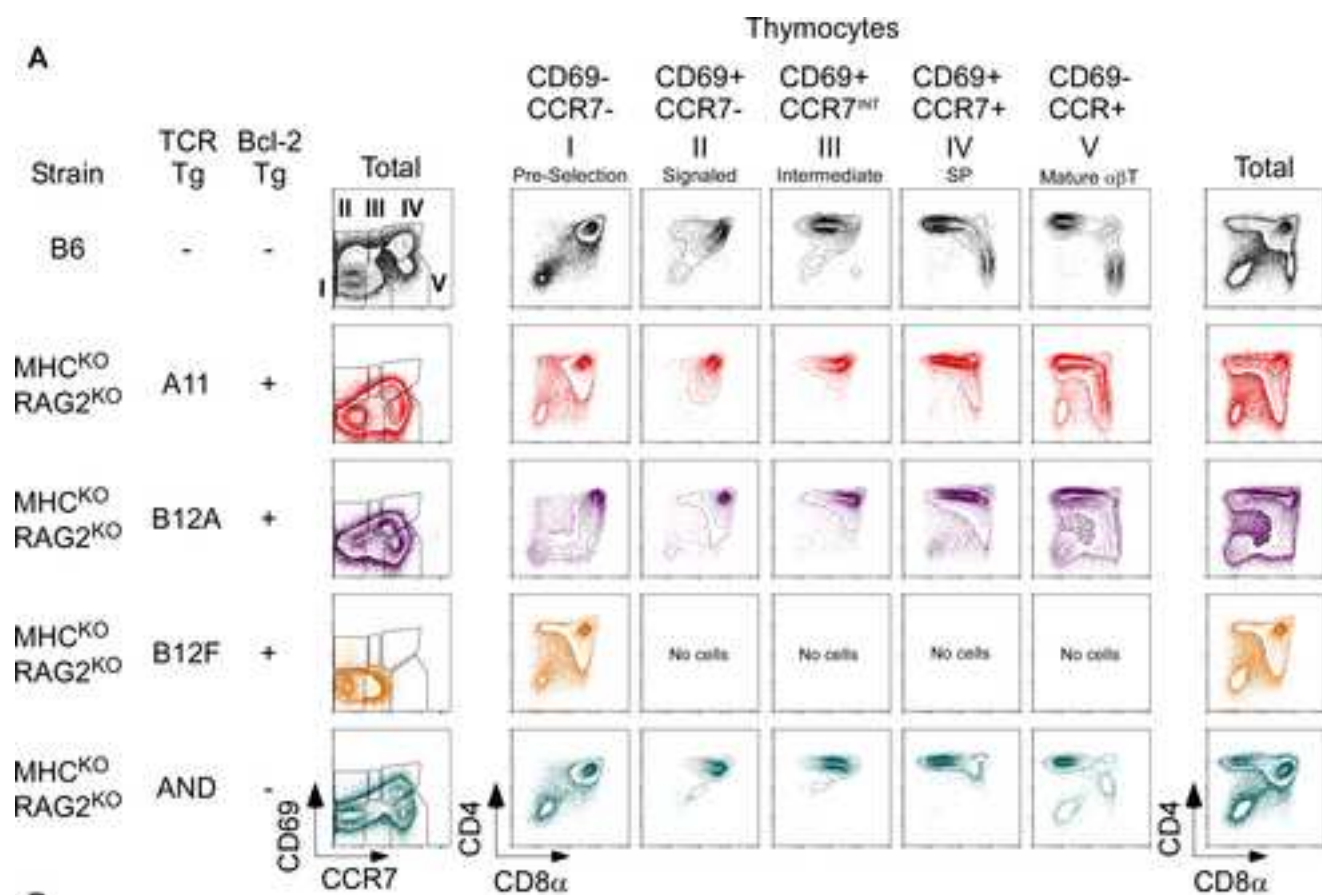 A
Thymocytes
CD69- CD69+ CD69+ CD69+ CD69-
CCR7- CCR7- CCR7INT CCR7+ CCR+
TCR Bcl-2 I II III IV V
Strain Tg Tg Total Pre-Selection Signaled Intermediate SP Mature αβT Total
II III IV
B6 - -
I V
MHCKO
RAG2KO A11 +
MHCKO
RAG2KO B12A +
MHCKO
RAG2KO B12F + No cells No cells No cells No cells
MHCKO
RAG2KO AND -
CD69 CD4 CD4
CCR7 CD8α CD8α